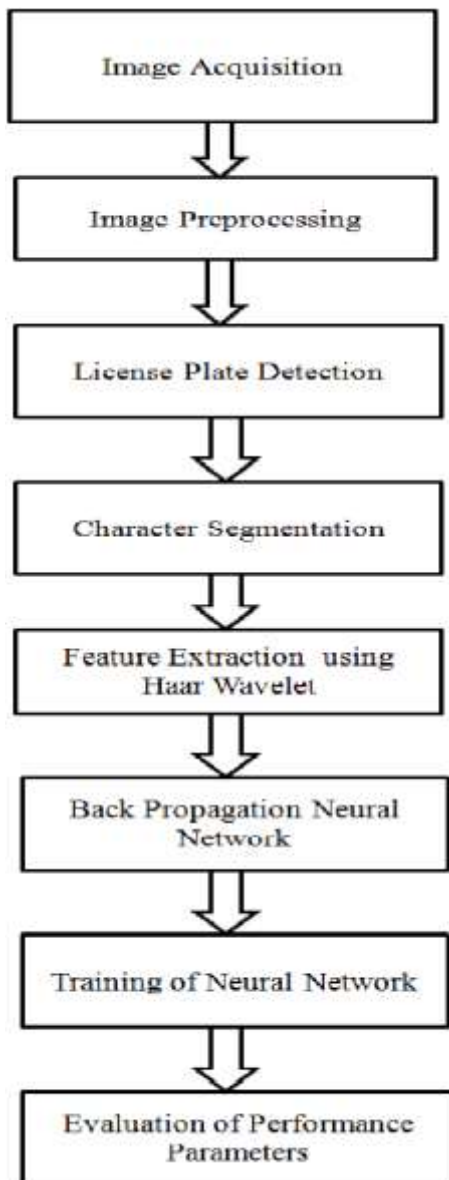 Image Acquisition
Image Preprocessing
License Plate Detection
Character Segmentation
Feature Extraction using
Haar Wavelet
Back Propagation Neural
Network
Training of Neural Network
Evaluation of Performance
Parameters